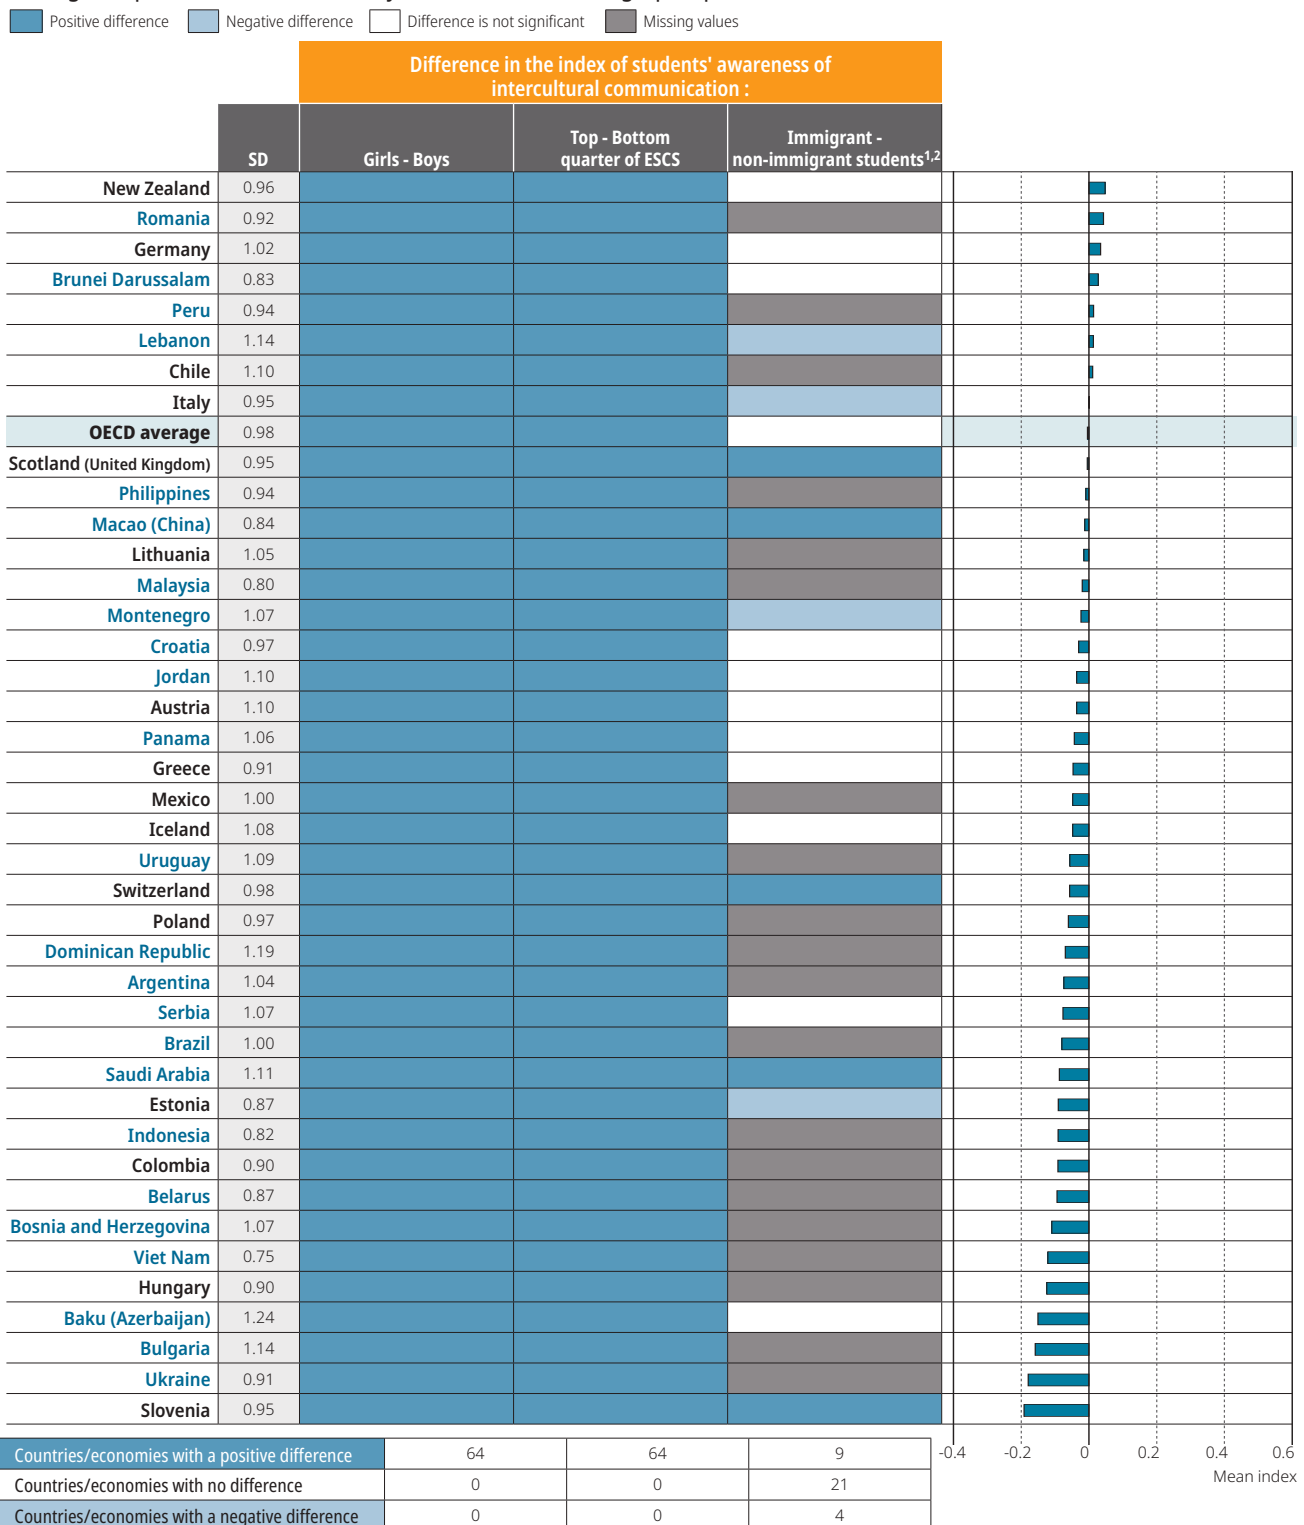 Positive difference Negative difference Difference is not significant Missing values
Difference in the index of students' awareness of
intercultural communication :
SD Girls - Boys Top - Bottom quarter of ESCS Immigrant - non-immigrant students1,2
New Zealand 0.96
Romania 0.92
Germany 1.02
Brunei Darussalam 0.83
Peru 0.94
Lebanon 1.14
Chile 1.10
Italy 0.95
OECD average 0.98
Scotland (United Kingdom) 0.95
Philippines 0.94
Macao (China) 0.84
Lithuania 1.05
Malaysia 0.80
Montenegro 1.07
Croatia 0.97
Jordan 1.10
Austria 1.10
Panama 1.06
Greece 0.91
Mexico 1.00
Iceland 1.08
Uruguay 1.09
Switzerland 0.98
Poland 0.97
Dominican Republic 1.19
Argentina 1.04
Serbia 1.07
Brazil 1.00
Saudi Arabia 1.11
Estonia 0.87
Indonesia 0.82
Colombia 0.90
Belarus 0.87
Bosnia and Herzegovina 1.07
Viet Nam 0.75
Hungary 0.90
Baku (Azerbaijan) 1.24
Bulgaria 1.14
Ukraine 0.91
Slovenia 0.95
Countries/economies with a positive difference 64 64 9
-0.4 -0.2 0 0.2 0.4 0.6
Mean index
Countries/economies with no difference 0 0 21
Countries/economies with a negative difference 0 0 4